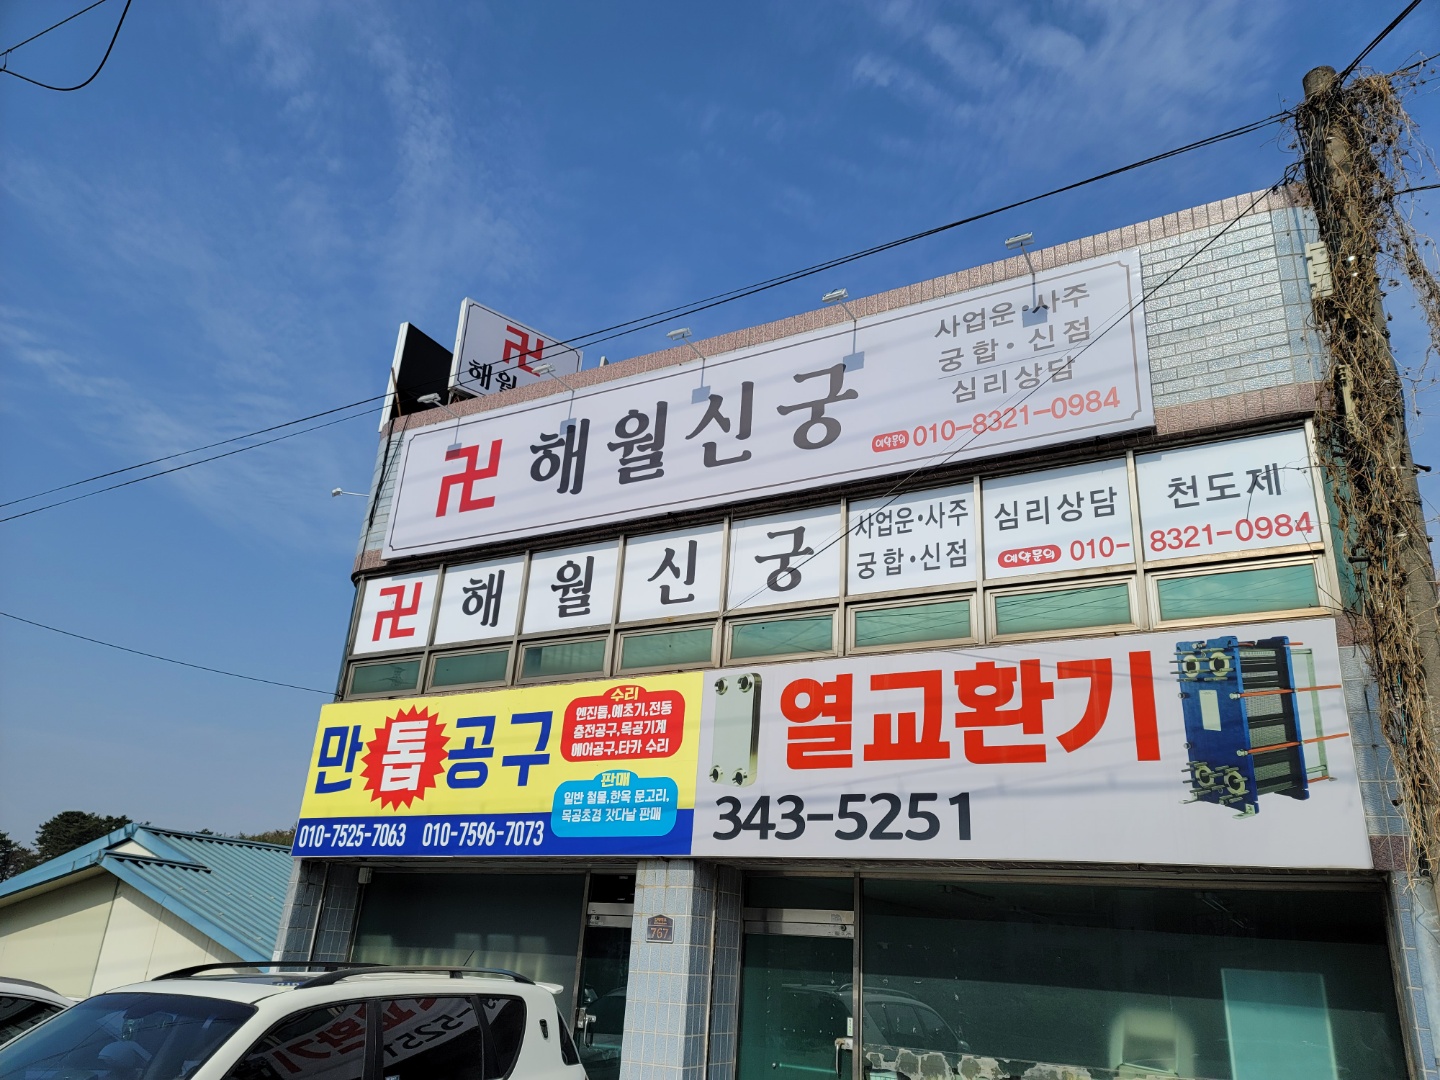 卍
해월
卍 해월신궁
사업운·사주
궁합·신점
심리상담
예약문의 010-8321-0984
卍 해월신궁
사업운·사주
궁합·신점
심리상담
예약문의 010-
천도제
8321-0984
만톱공구
수리
엔진톱,예초기,전동
충전공구,목공기계
에어공구,타카 수리
판매
일반 철물,한옥 문고리,
목공초경 갓다날 판매
010-7525-7063 010-7596-7073
열교환기
343-5251
767